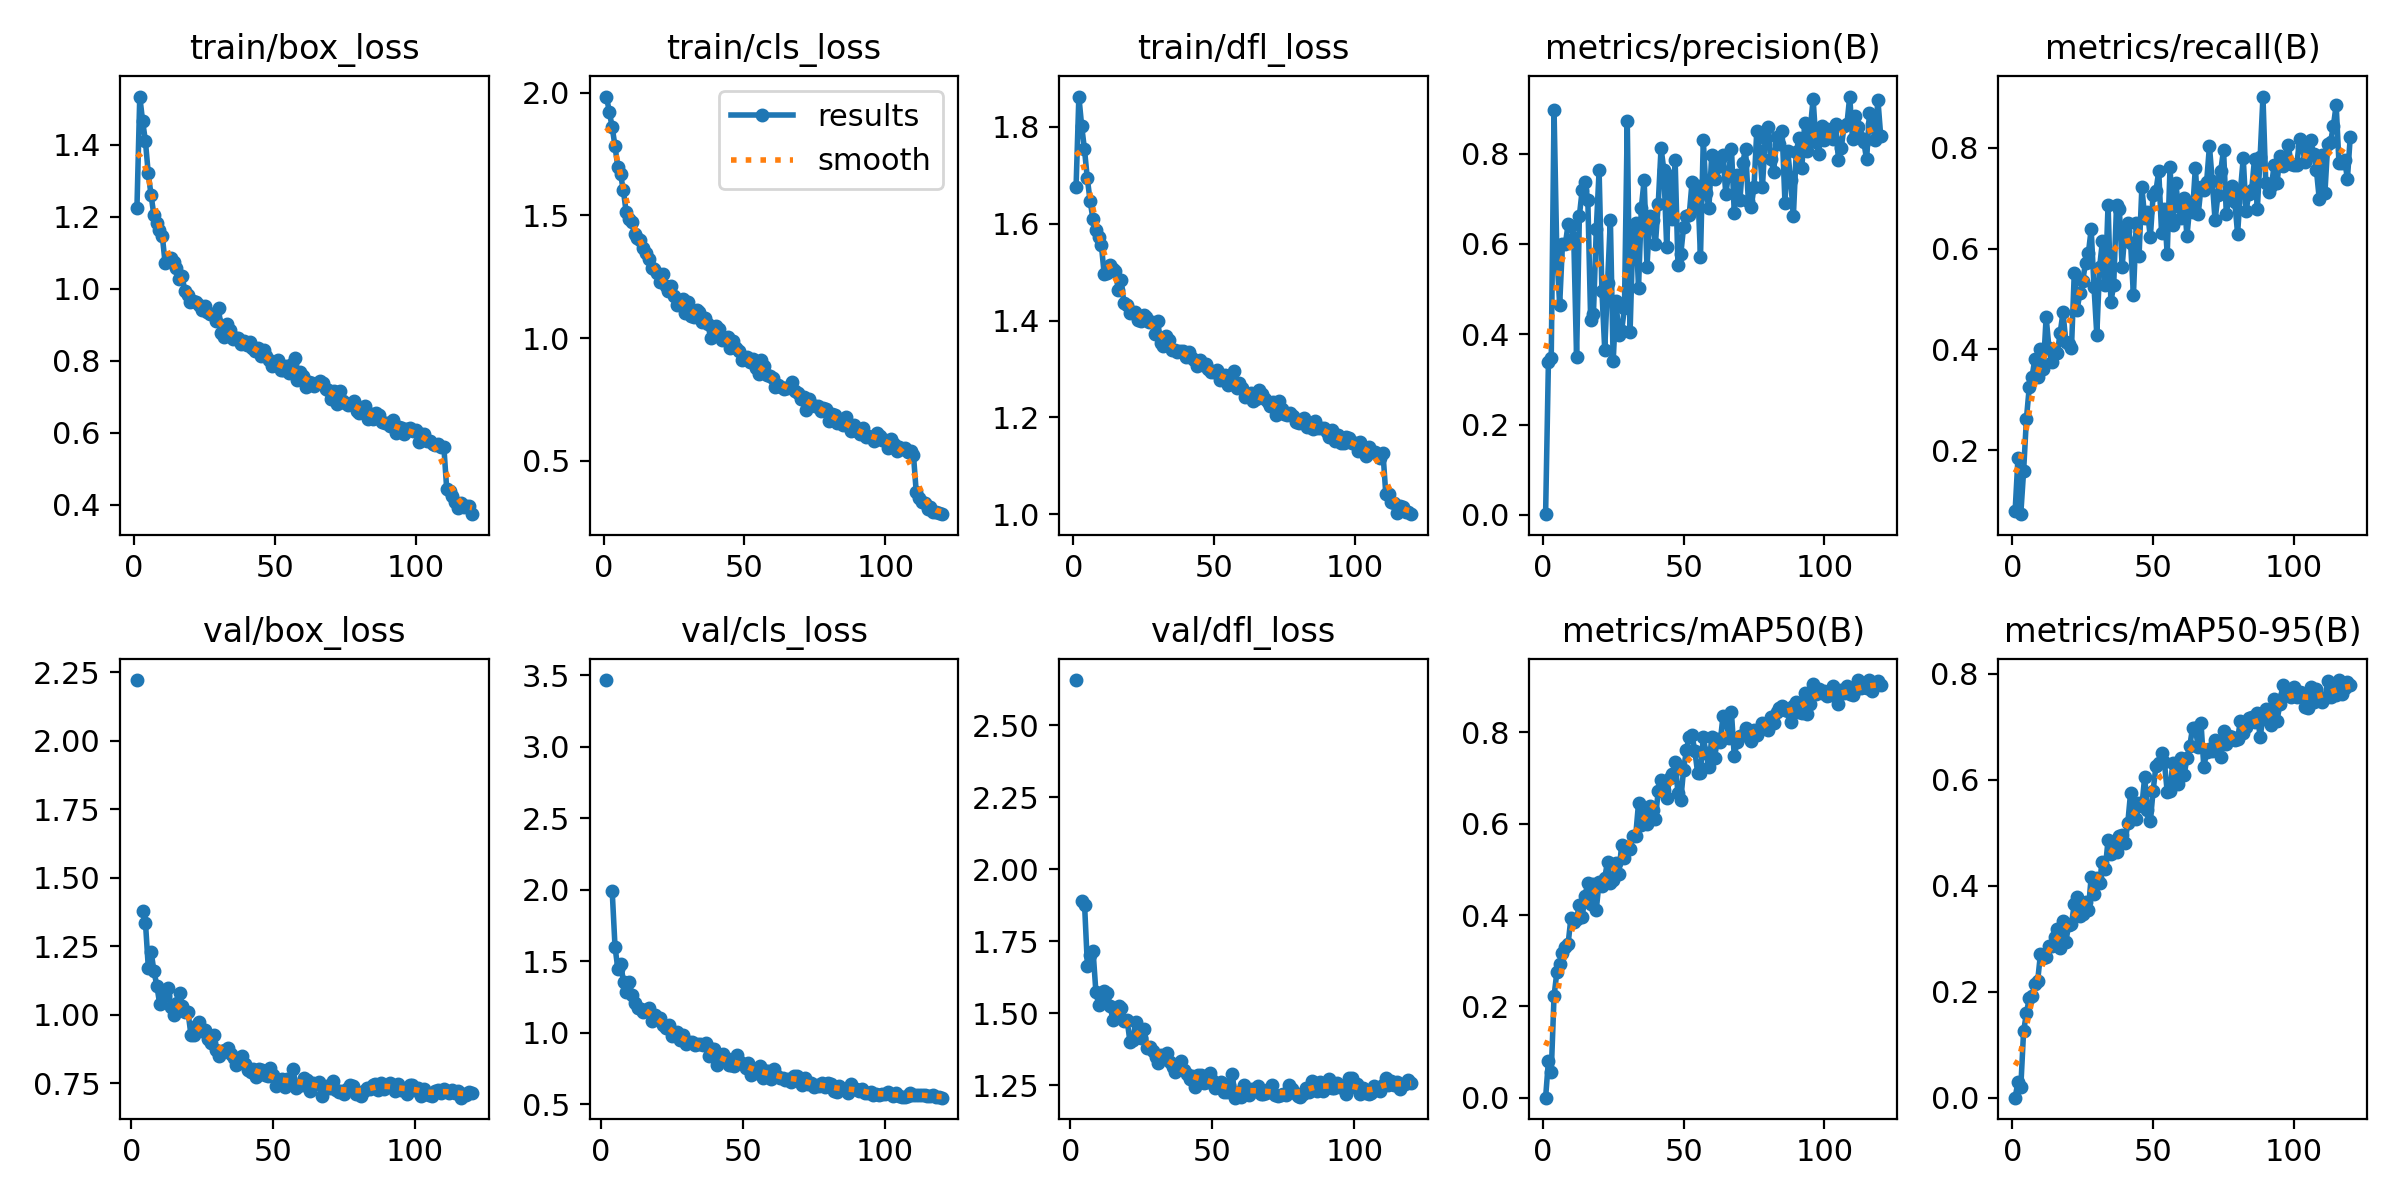 train/box_loss
1.4
1.2
1.0
0.8
0.6
0.4
0 50 100
train/cls_loss
results
smooth
2.0
1.5
1.0
0.5
0 50 100
train/dfl_loss
1.8
1.6
1.4
1.2
1.0
0 50 100
metrics/precision(B)
0.8
0.6
0.4
0.2
0.0
0 50 100
metrics/recall(B)
0.8
0.6
0.4
0.2
0 50 100
val/box_loss
2.25
2.00
1.75
1.50
1.25
1.00
0.75
0 50 100
val/cls_loss
3.5
3.0
2.5
2.0
1.5
1.0
0.5
0 50 100
val/dfl_loss
2.50
2.25
2.00
1.75
1.50
1.25
0 50 100
metrics/mAP50(B)
0.8
0.6
0.4
0.2
0.0
0 50 100
metrics/mAP50-95(B)
0.8
0.6
0.4
0.2
0.0
0 50 100